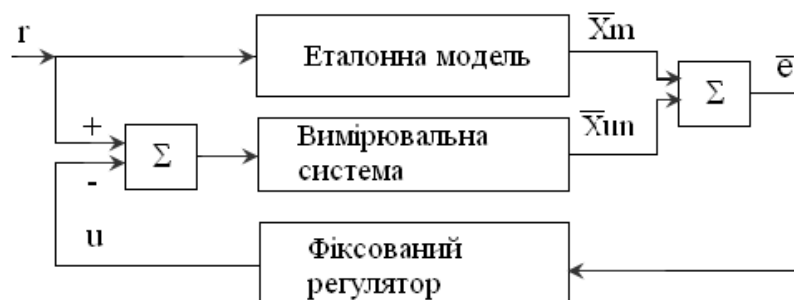 r
Еталонна модель
X̅m
Σ
e̅
+
Σ
-
Вимірювальна
система
X̅un
u
Фіксований
регулятор